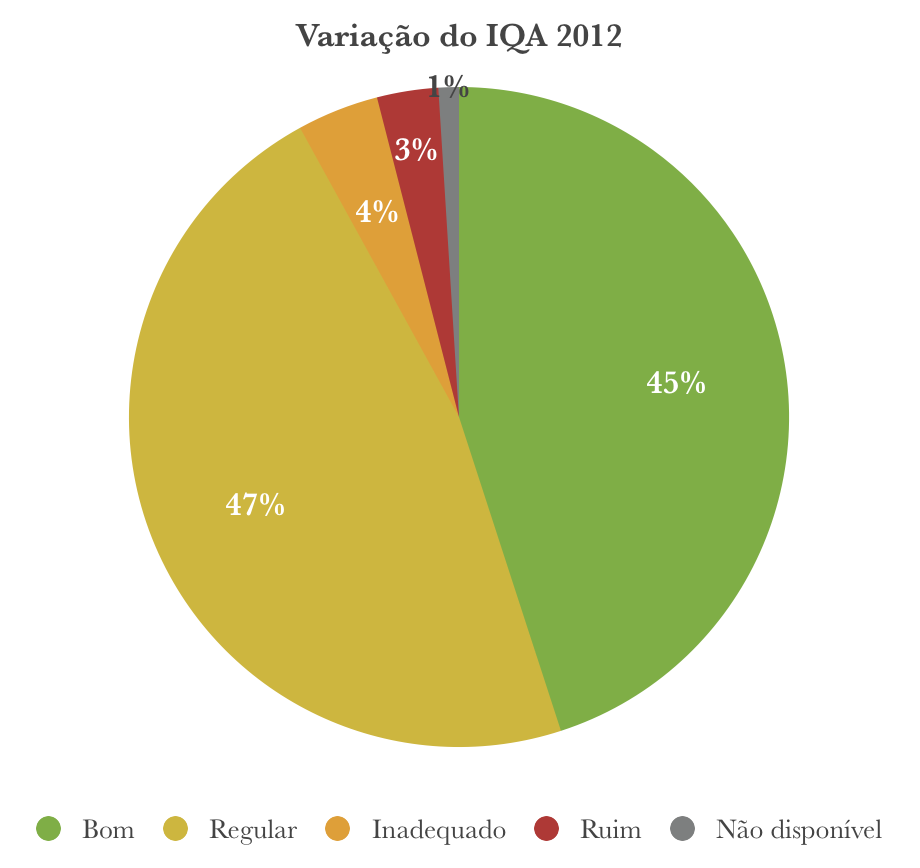 Variação do IQA 2012
1%
3%
4%
45%
47%
Bom Regular Inadequado Ruim Não disponível